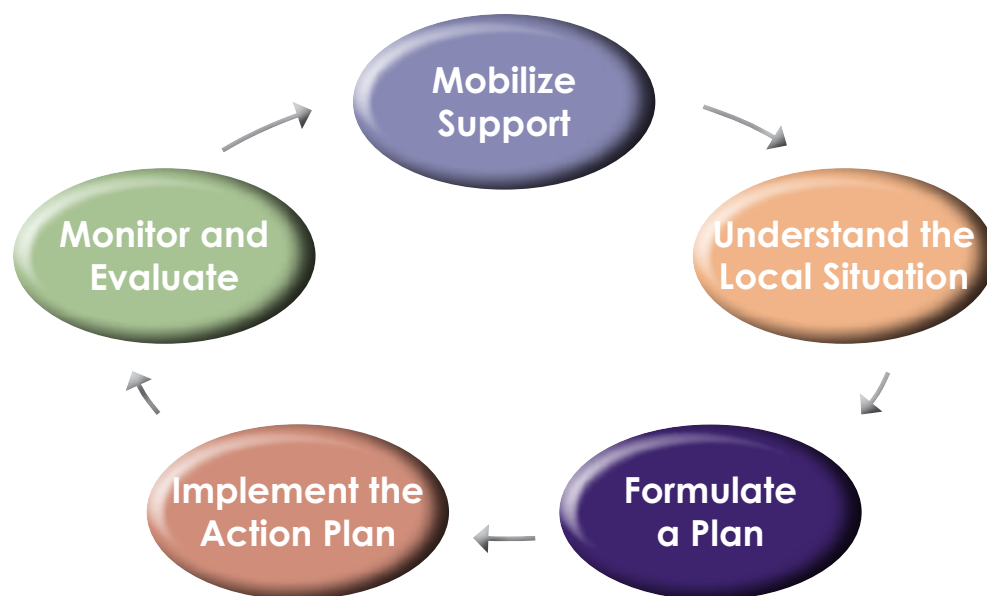 Mobilize
Support
Understand the
Local Situation
Formulate
a Plan
Implement the
Action Plan
Monitor and
Evaluate